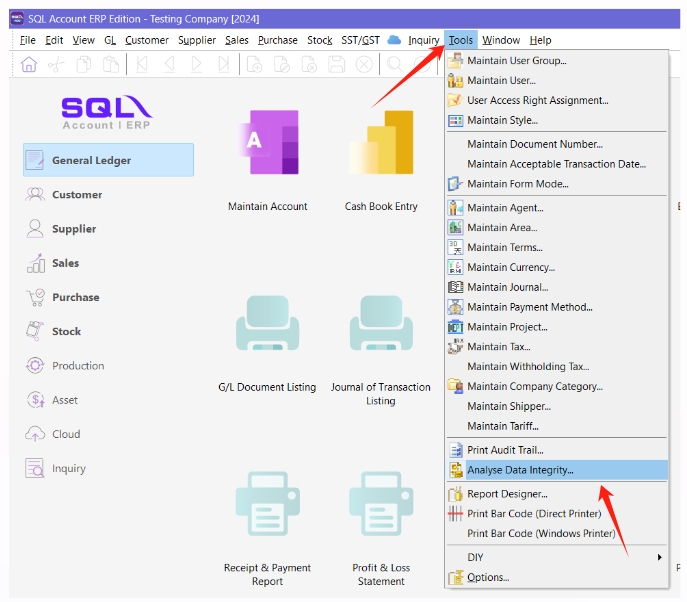 SQL Account ERP Edition - Testing Company [2024]
File Edit View GL Customer Supplier Sales Purchase Stock SST/GST Inquiry Tools Window Help
SQL
Account | ERP
General Ledger
Customer
Supplier
Sales
Purchase
Stock
Production
Asset
Cloud
Inquiry
A
Maintain Account
Cash Book Entry
G/L Document Listing
Journal of Transaction
Listing
Receipt & Payment
Report
Profit & Loss
Statement
Maintain User Group...
Maintain User...
User Access Right Assignment...
Maintain Style...
Maintain Document Number...
Maintain Acceptable Transaction Date...
Maintain Form Mode...
Maintain Agent...
Maintain Area...
Maintain Terms...
Maintain Currency...
Maintain Journal...
Maintain Payment Method...
Maintain Project...
Maintain Tax...
Maintain Withholding Tax...
Maintain Company Category...
Maintain Shipper...
Maintain Tariff...
Print Audit Trail...
Analyse Data Integrity...
Report Designer...
Print Bar Code (Direct Printer)
Print Bar Code (Windows Printer)
DIY
Options...